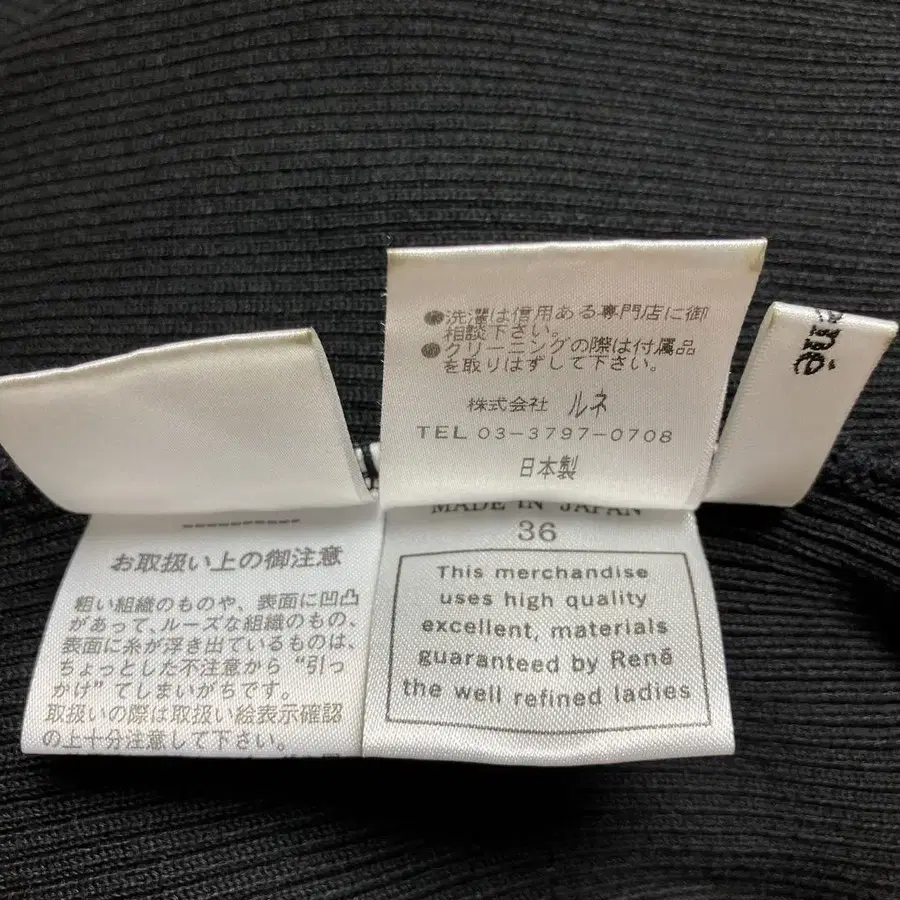 ●洗濯は信用ある専門店に御
相談下さい。
●クリーニングの際は付属品
を取りはずして下さい。
株式会社 ルネ
TEL 03-3797-0708
日本製
MADE IN JAPAN
36
This merchandise
uses high quality
excellent, materials
guaranteed by Renē
the well refined ladies
お取扱い上の御注意
粗い組織のものや、表面に凹凸
があって、ルーズな組織のもの、
表面に糸が浮き出ているものは、
ちょっとした不注意から“引っ
かけ”てしまいがちです。
取扱いの際は取扱い絵表示確認
の上十分注意して下さい。